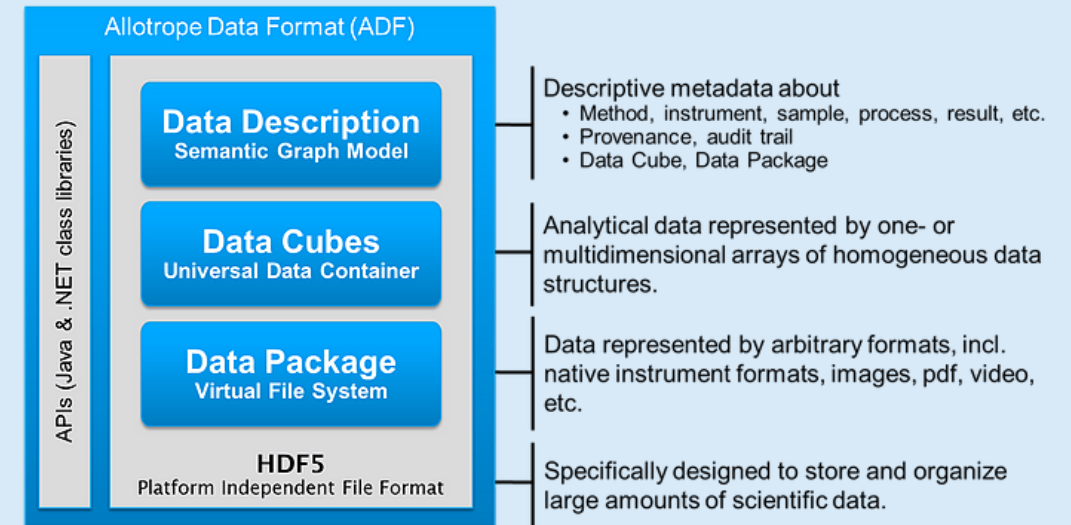 Allotrope Data Format (ADF)
APIs (Java & .NET class libraries)
Data Description
Semantic Graph Model
Data Cubes
Universal Data Container
Data Package
Virtual File System
HDF5
Platform Independent File Format
Descriptive metadata about
• Method, instrument, sample, process, result, etc.
• Provenance, audit trail
• Data Cube, Data Package
Analytical data represented by one- or
multidimensional arrays of homogeneous data
structures.
Data represented by arbitrary formats, incl.
native instrument formats, images, pdf, video,
etc.
Specifically designed to store and organize
large amounts of scientific data.